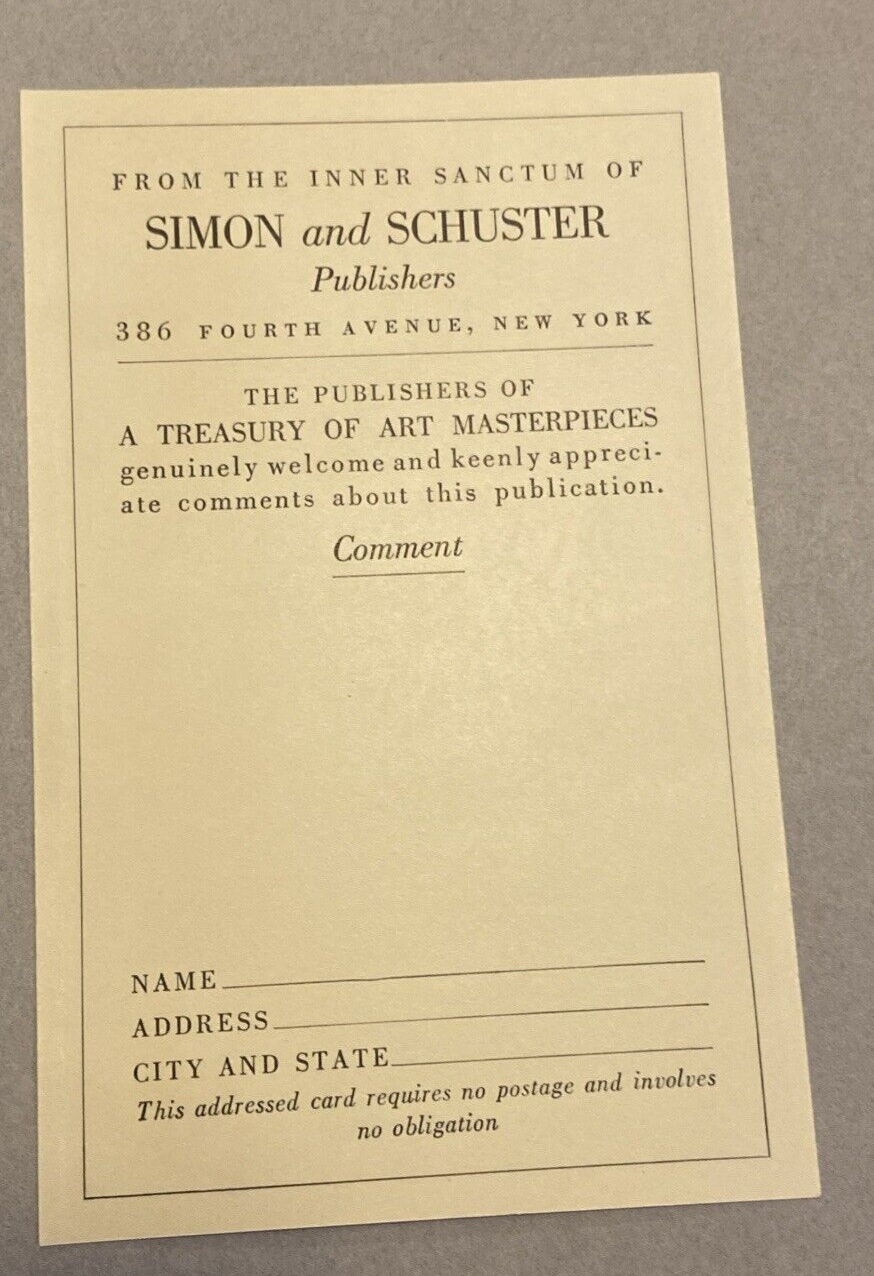 FROM THE INNER SANCTUM OF
SIMON and SCHUSTER
Publishers
386 FOURTH AVENUE, NEW YORK
THE PUBLISHERS OF
A TREASURY OF ART MASTERPIECES
genuinely welcome and keenly appreci-
ate comments about this publication.
Comment
NAME
ADDRESS
CITY AND STATE
This addressed card requires no postage and involves
no obligation